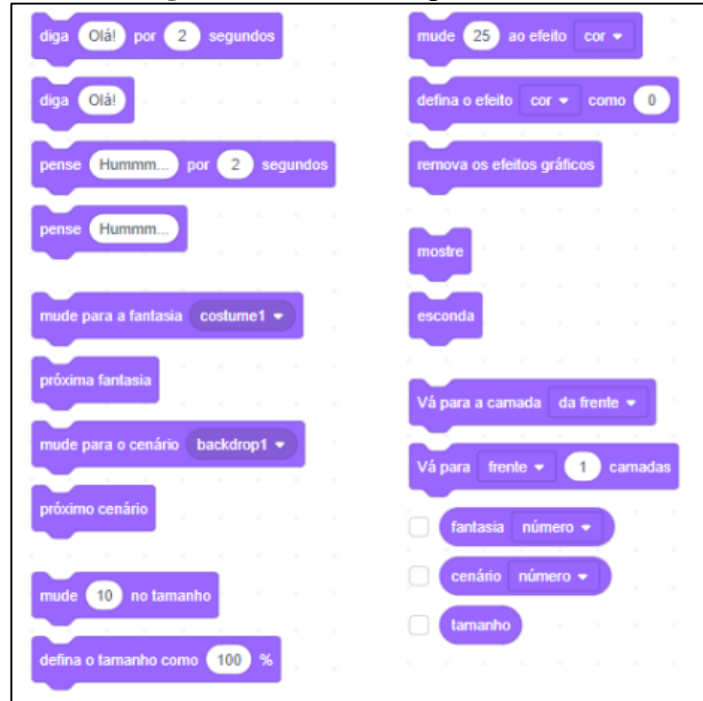 diga Olá! por 2 segundos
diga Olá!
pense Hummm... por 2 segundos
pense Hummm...
mude para a fantasia costume1
próxima fantasia
mude para o cenário backdrop1
próximo cenário
mude 10 no tamanho
defina o tamanho como 100 %
mude 25 ao efeito cor
defina o efeito cor como 0
remova os efeitos gráficos
mostre
esconda
Vá para a camada da frente
Vá para frente 1 camadas
fantasia número
cenário número
tamanho